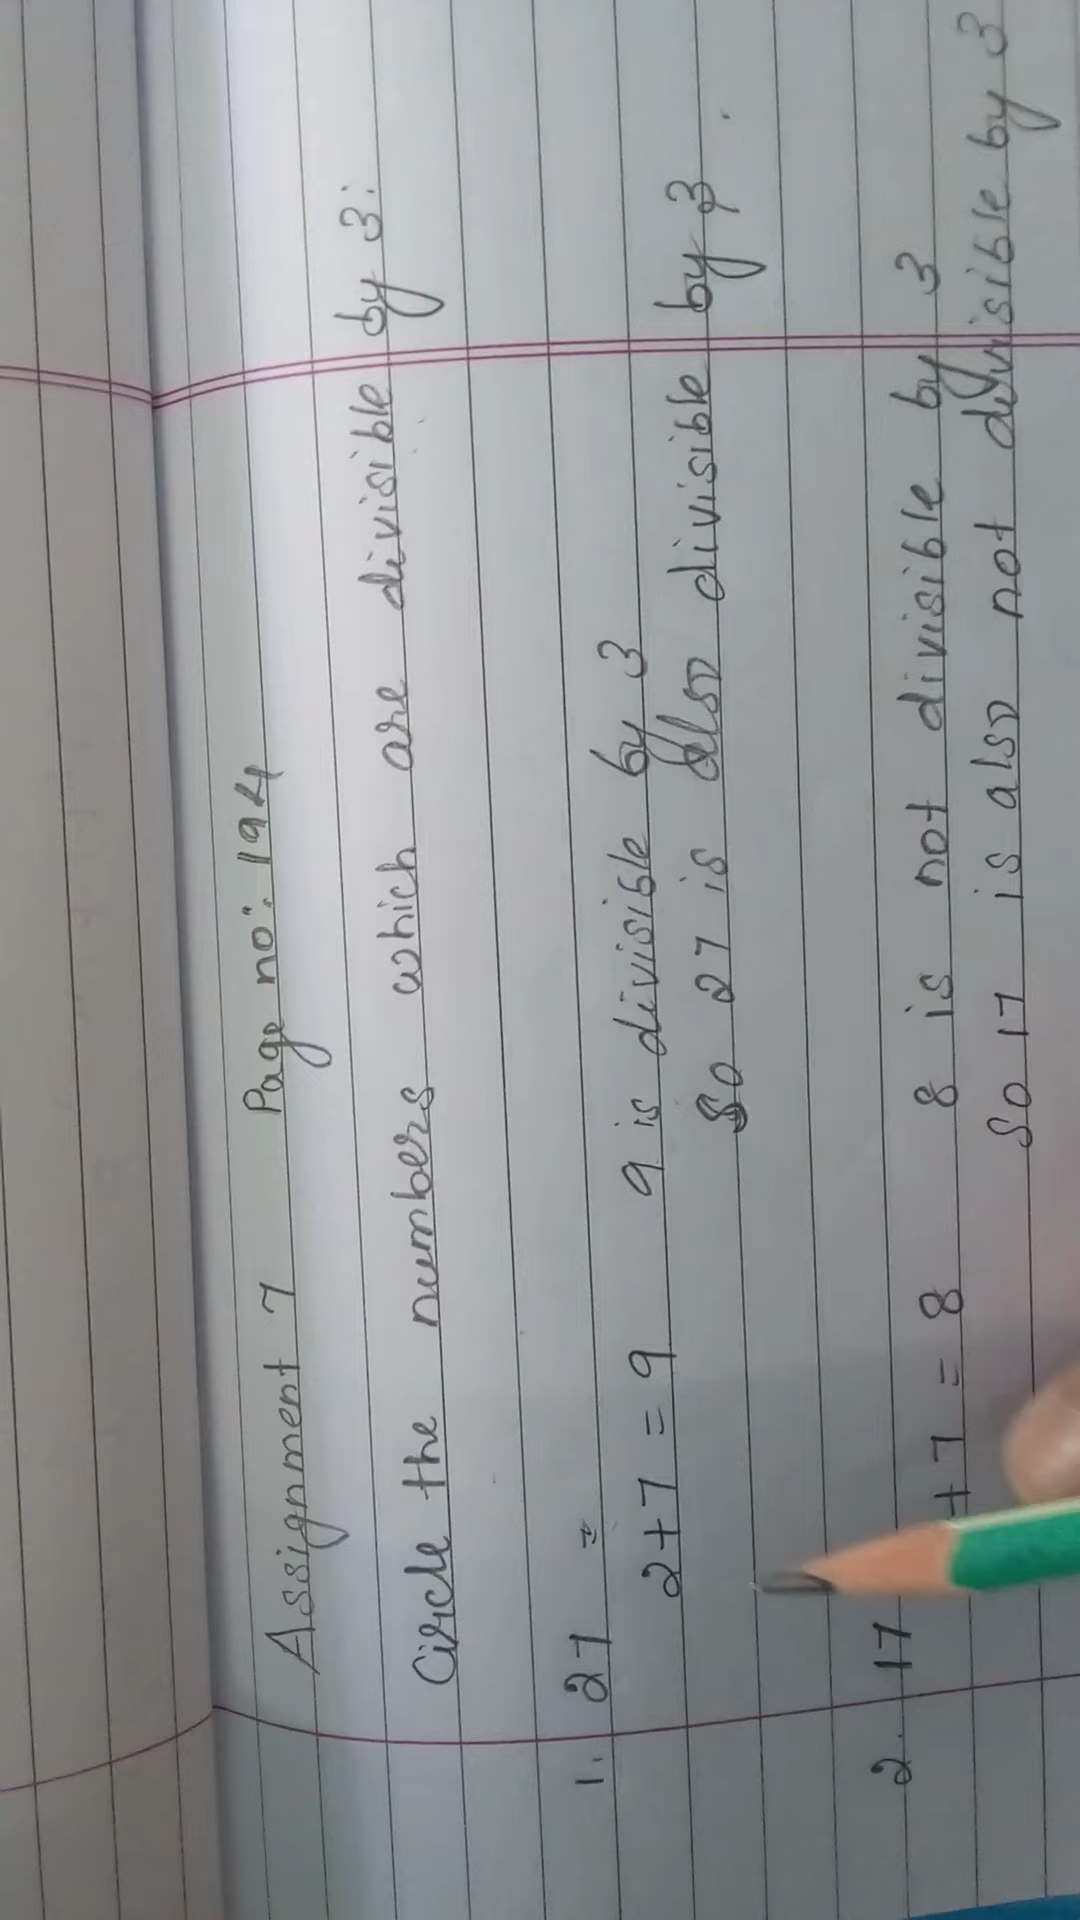 Assignment 7 Page no: 194
Circle the numbers which are divisible by 3:
1. 27 =
2+7 = 9 9 is divisible by 3
So 27 is also divisible by 3.
2. 17
+7 = 8 8 is not divisible by 3
So 17 is also not divisible by 3